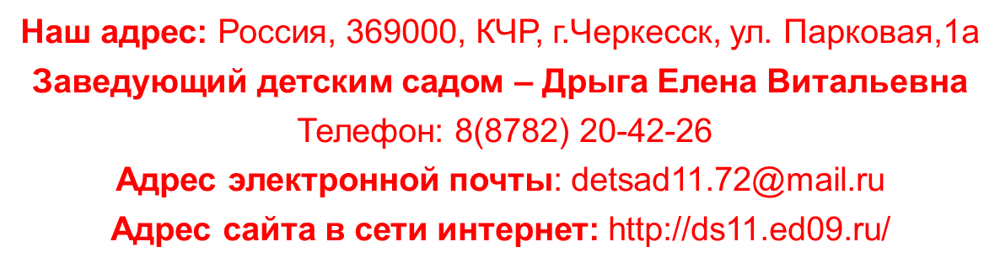 Наш адрес: Россия, 369000, КЧР, г.Черкесск, ул. Парковая,1а
Заведующий детским садом – Дрыга Елена Витальевна
Телефон: 8(8782) 20-42-26
Адрес электронной почты: detsad11.72@mail.ru
Адрес сайта в сети интернет: http://ds11.ed09.ru/